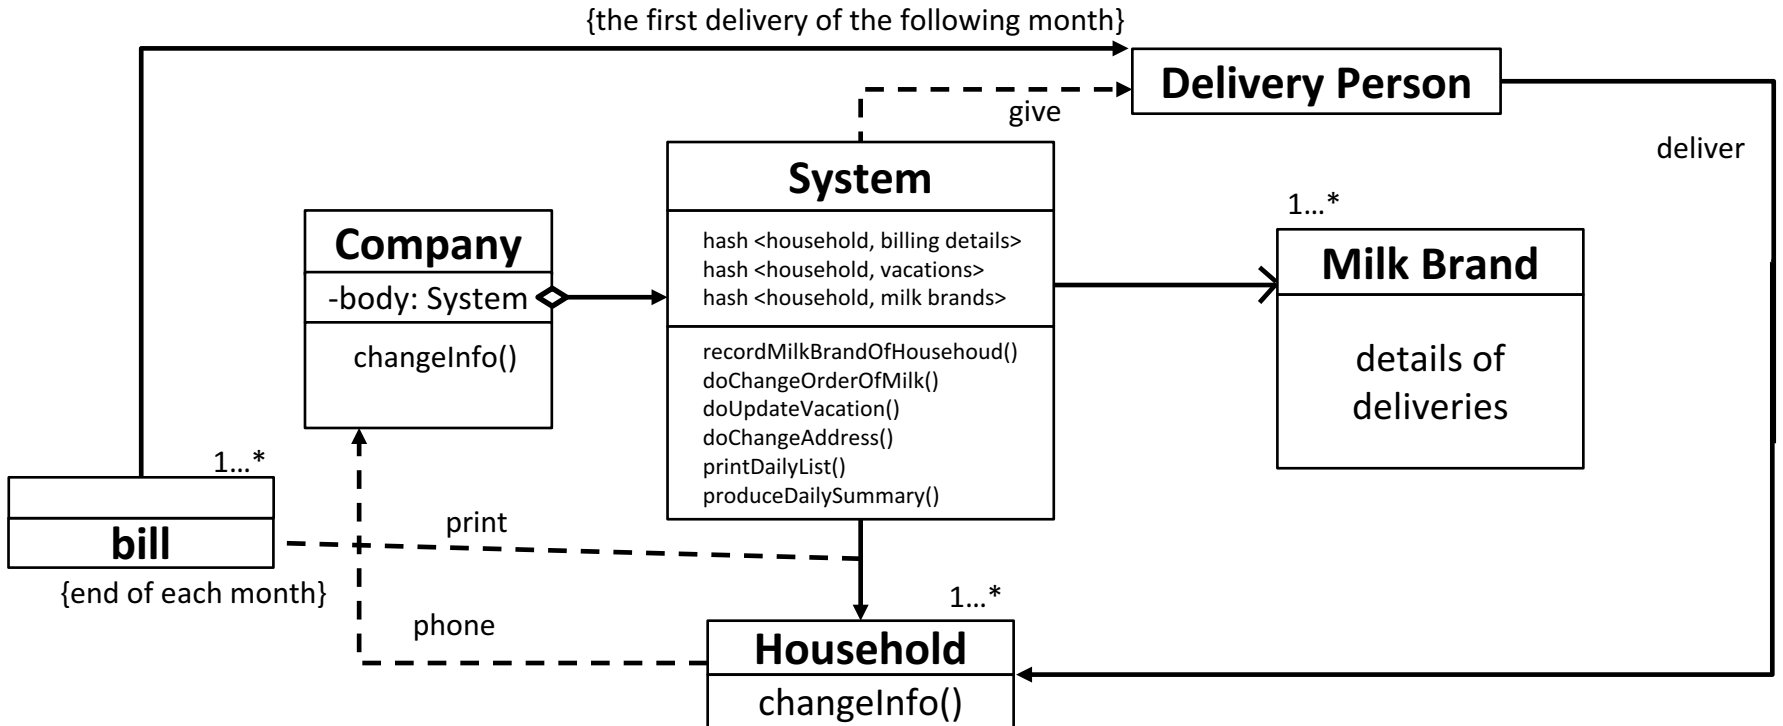 {the first delivery of the following month}
Delivery Person
give
deliver
System
hash <household, billing details>
hash <household, vacations>
hash <household, milk brands>
recordMilkBrandOfHousehoud()
doChangeOrderOfMilk()
doUpdateVacation()
doChangeAddress()
printDailyList()
produceDailySummary()
Company
-body: System
changeInfo()
1...*
Milk Brand
details of
deliveries
1...*
bill
{end of each month}
print
phone
1...*
Household
changeInfo()